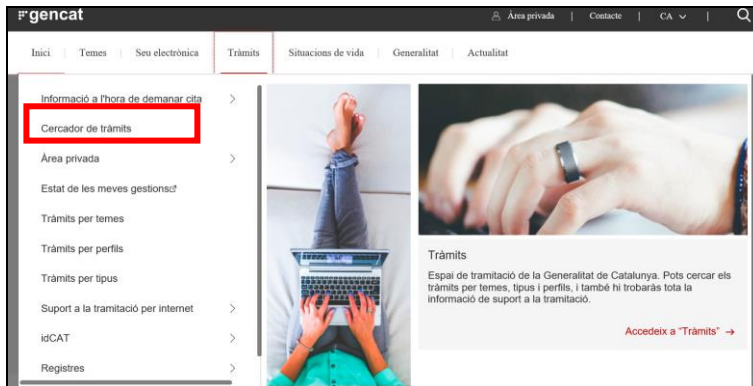 gencat
Àrea privada | Contacte | CA |
Inici | Temes | Seu electrònica | Tràmits | Situacions de vida | Generalitat | Actualitat
Informació a l'hora de demanar cita
Cercador de tràmits
Àrea privada
Estat de les meves gestions
Tràmits per temes
Tràmits per perfils
Tràmits per tipus
Suport a la tramitació per internet
idCAT
Registres
Tràmits
Espai de tramitació de la Generalitat de Catalunya. Pots cercar els
tràmits per temes, tipus i perfils, i també hi trobaràs tota la
informació de suport a la tramitació.
Accedeix a "Tràmits" →